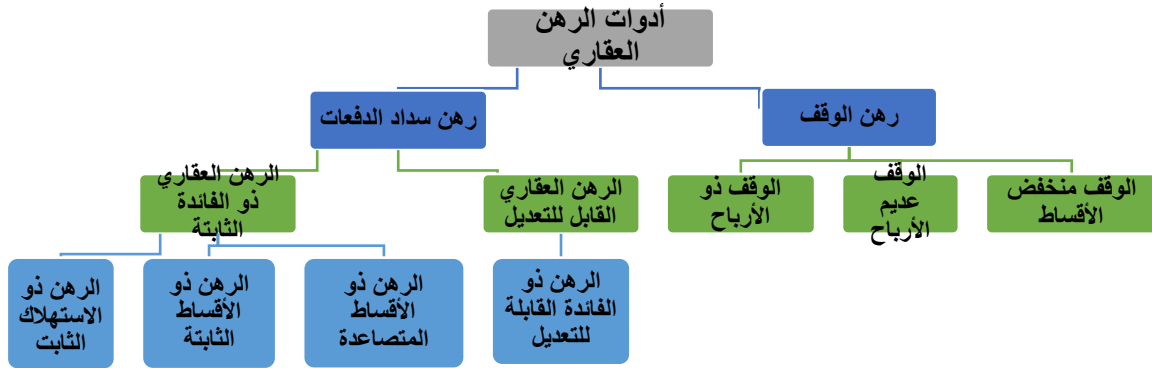 أدوات الرهن
العقاري
رهن الوقف
رهن سداد الدفعات
الوقف منخفض
الأقساط
الوقف
عديم
الأرباح
الوقف ذو
الأرباح
الرهن العقاري
القابل للتعديل
الرهن العقاري
ذو الفائدة
الثابتة
الرهن ذو
الفائدة القابلة
للتعديل
الرهن ذو
الأقساط
المتصاعدة
الرهن ذو
الأقساط
الثابتة
الرهن ذو
الاستهلاك
الثابت